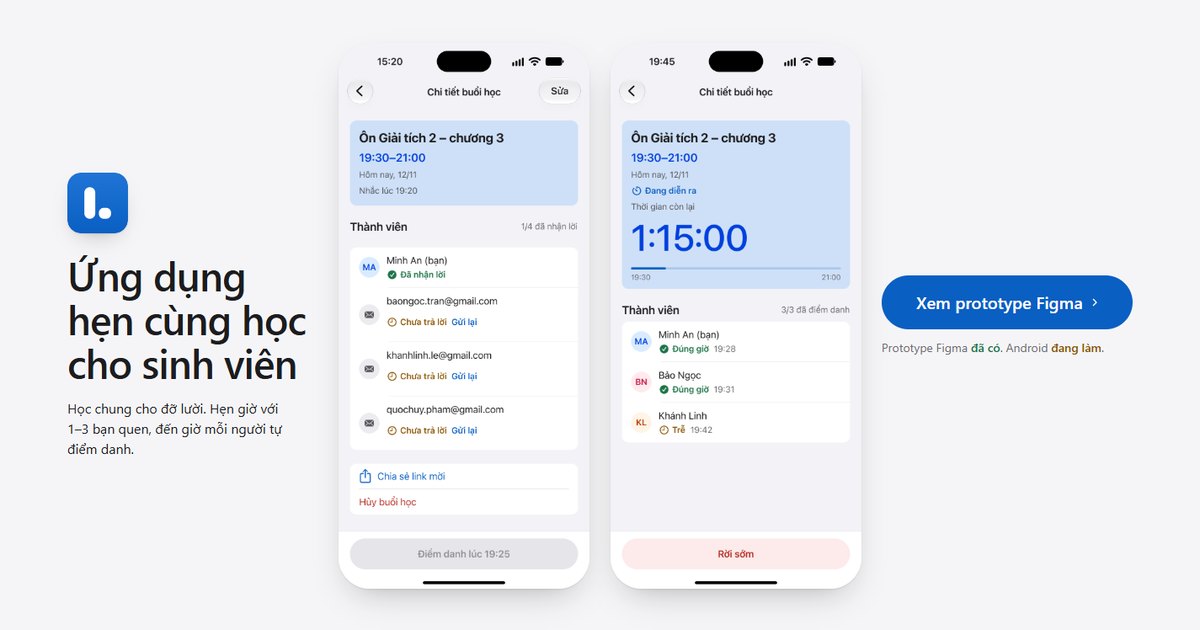 Ứng dụng
hẹn cùng học
cho sinh viên
Học chung cho đỡ lười. Hẹn giờ với
1–3 bạn quen, đến giờ mỗi người tự
điểm danh.
15:20
Chi tiết buổi học
Sửa
Ôn Giải tích 2 – chương 3
19:30–21:00
Hôm nay, 12/11
Nhắc lúc 19:20
Thành viên
1/4 đã nhận lời
MA
Minh An (bạn)
Đã nhận lời
baongoc.tran@gmail.com
Chưa trả lời Gửi lại
khanhlinh.le@gmail.com
Chưa trả lời Gửi lại
quochuy.pham@gmail.com
Chưa trả lời Gửi lại
Chia sẻ link mời
Hủy buổi học
Điểm danh lúc 19:25
19:45
Chi tiết buổi học
Ôn Giải tích 2 – chương 3
19:30–21:00
Hôm nay, 12/11
Đang diễn ra
Thời gian còn lại
1:15:00
19:30
21:00
Thành viên
3/3 đã điểm danh
MA
Minh An (bạn)
Đúng giờ 19:28
BN
Bảo Ngọc
Đúng giờ 19:31
KL
Khánh Linh
Trễ 19:42
Rời sớm
Xem prototype Figma
Prototype Figma đã có. Android đang làm.